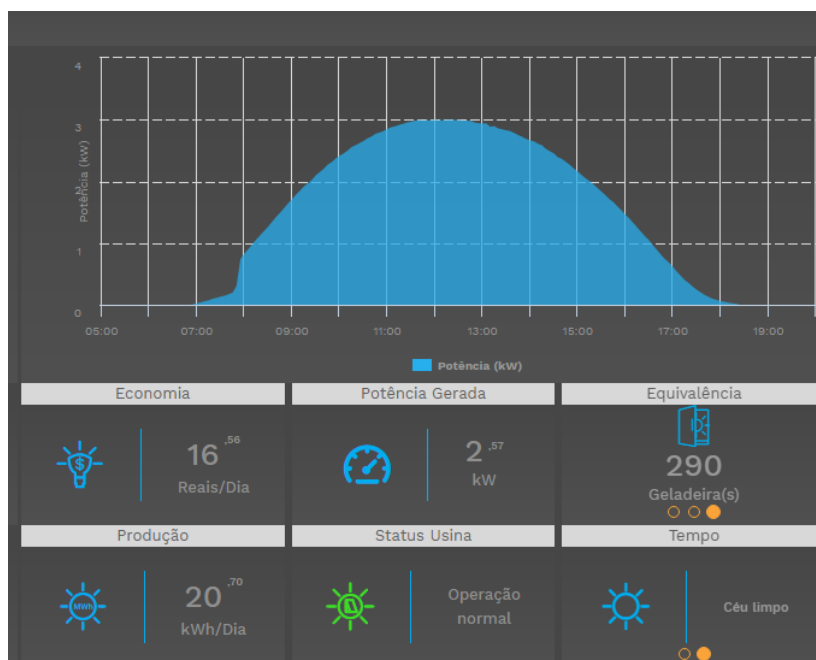 4
3
2
1
0
Potência (kW)
05:00 07:00 09:00 11:00 13:00 15:00 17:00 19:00
Potência (kW)
Economia
16,56
Reais/Dia
Potência Gerada
2,57
kW
Equivalência
290
Geladeira(s)
Produção
MWh
20,70
kWh/Dia
Status Usina
Operação
normal
Tempo
Céu limpo